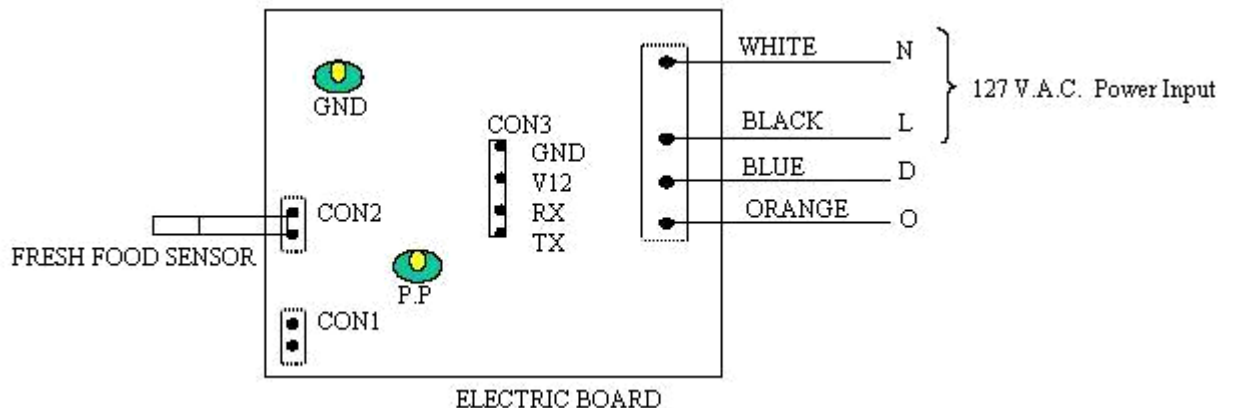 WHITE N
127 V.A.C. Power Input
GND
CON3
BLACK L
GND
V12
BLUE D
CON2
RX
ORANGE O
TX
FRESH FOOD SENSOR
P.P
CON1
ELECTRIC BOARD